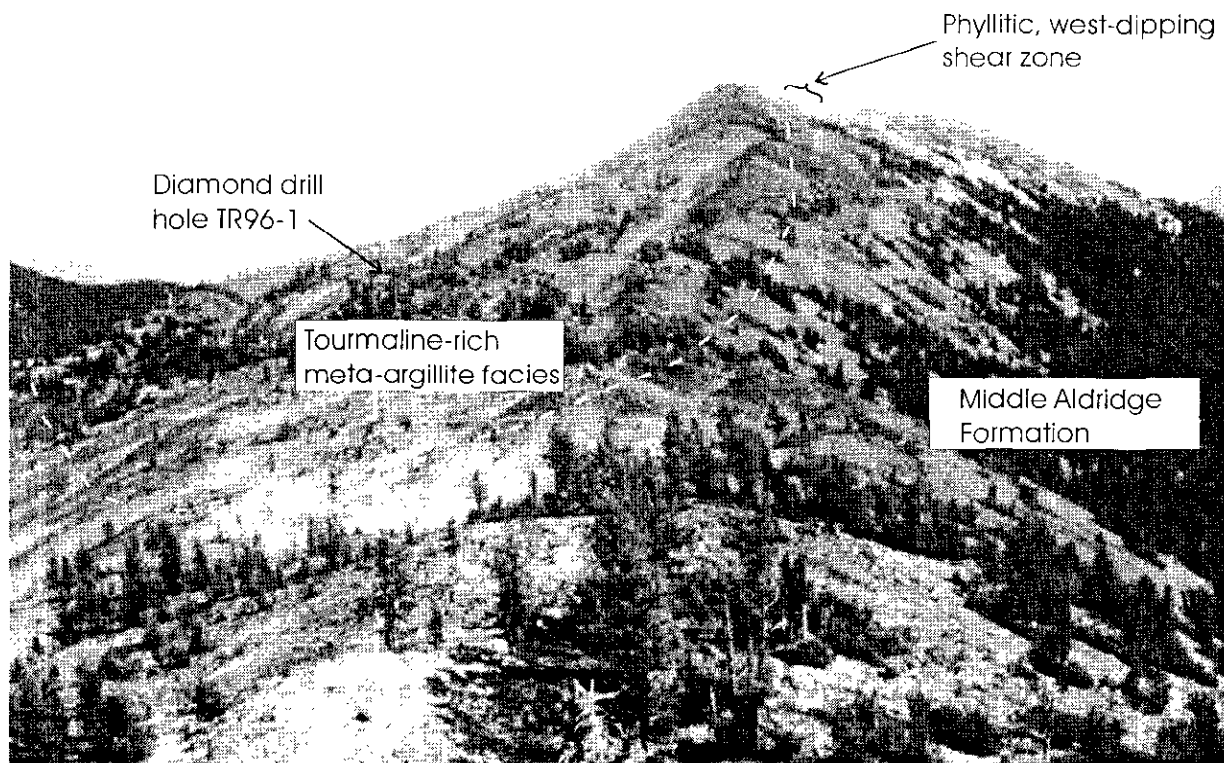 Phyllitic, west-dipping
shear zone
Diamond drill
hole TR96-1
Tourmaline-rich
meta-argillite facies
Middle Aldridge
Formation